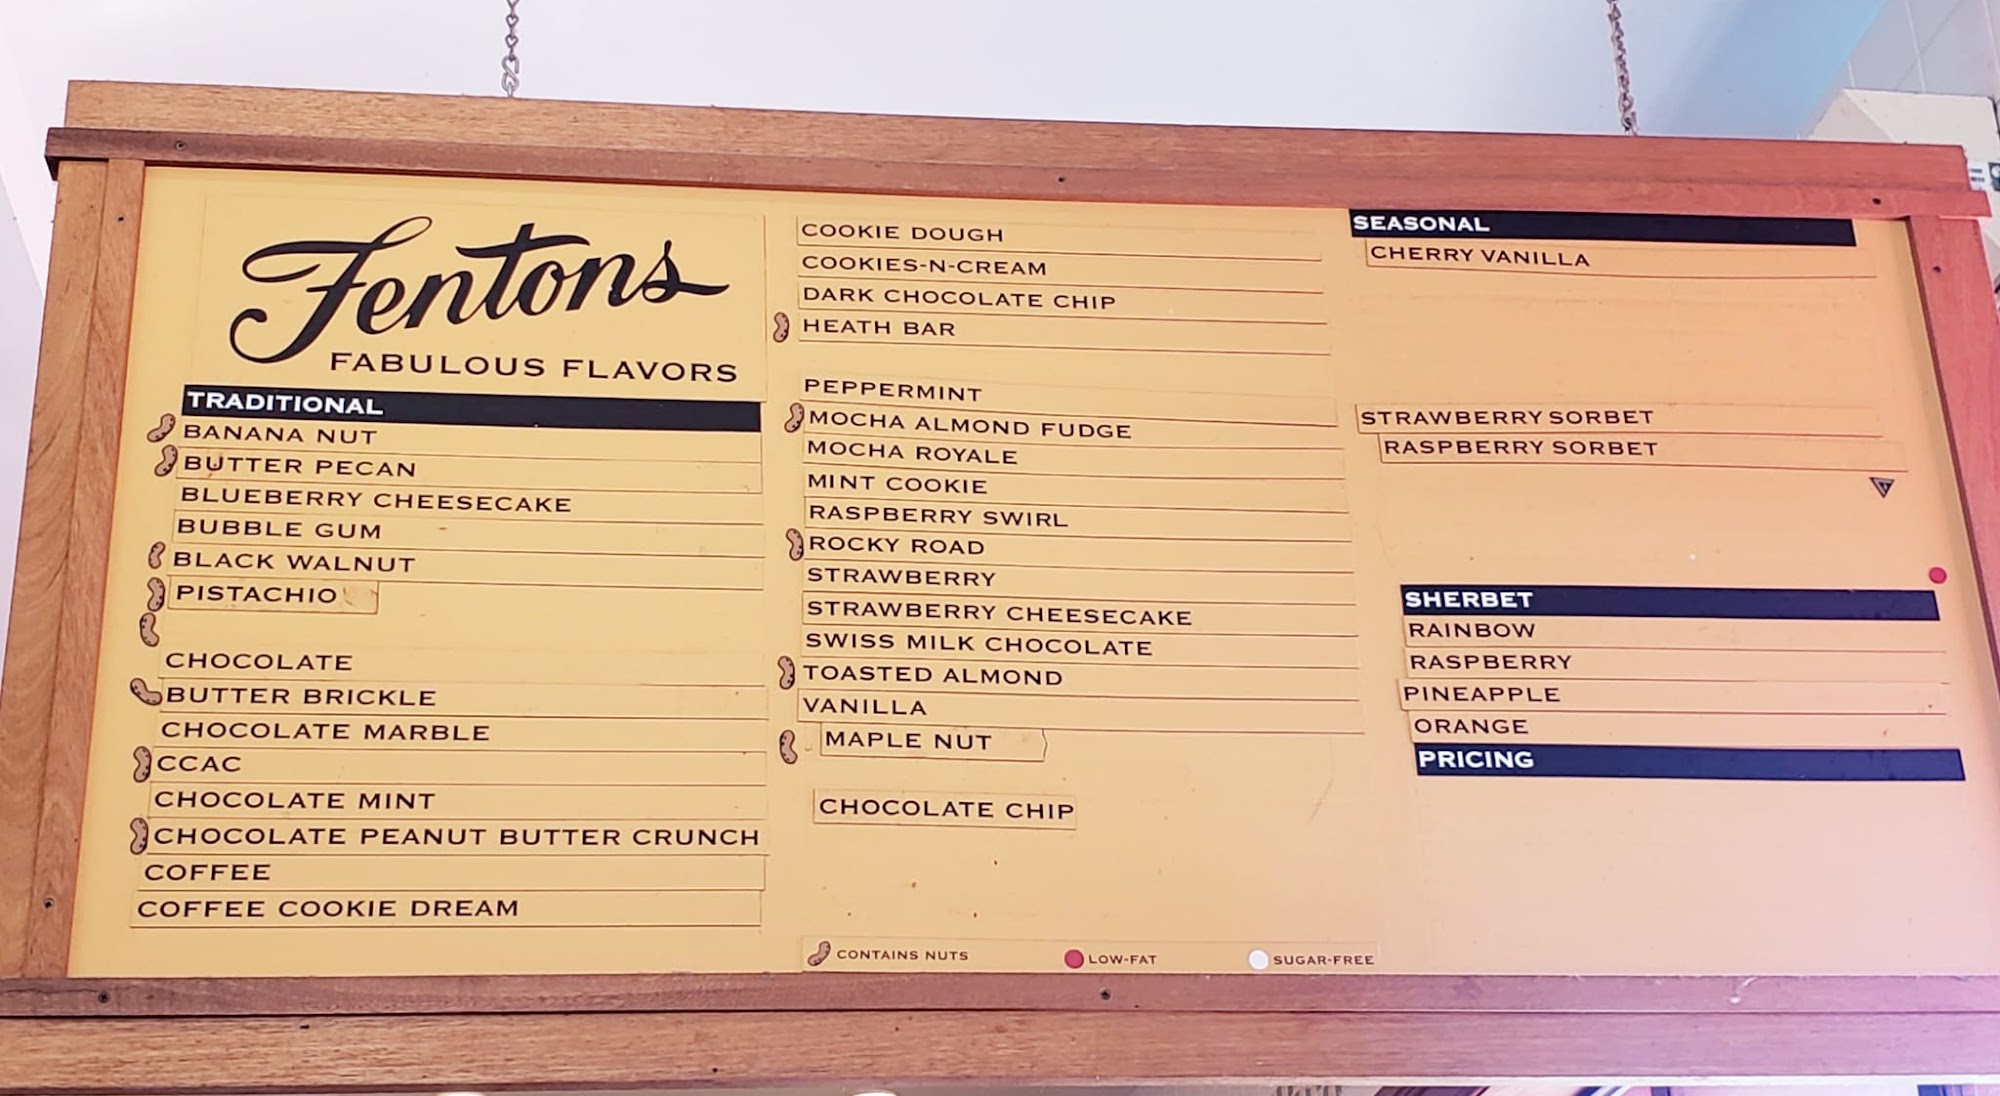 Fentons
FABULOUS FLAVORS
TRADITIONAL
BANANA NUT
BUTTER PECAN
BLUEBERRY CHEESECAKE
BUBBLE GUM
BLACK WALNUT
PISTACHIO
CHOCOLATE
BUTTER BRICKLE
CHOCOLATE MARBLE
CCAC
CHOCOLATE MINT
CHOCOLATE PEANUT BUTTER CRUNCH
COFFEE
COFFEE COOKIE DREAM
COOKIE DOUGH
COOKIES-N-CREAM
DARK CHOCOLATE CHIP
HEATH BAR
PEPPERMINT
MOCHA ALMOND FUDGE
MOCHA ROYALE
MINT COOKIE
RASPBERRY SWIRL
ROCKY ROAD
STRAWBERRY
STRAWBERRY CHEESECAKE
SWISS MILK CHOCOLATE
TOASTED ALMOND
VANILLA
MAPLE NUT
CHOCOLATE CHIP
SEASONAL
CHERRY VANILLA
STRAWBERRY SORBET
RASPBERRY SORBET
SHERBET
RAINBOW
RASPBERRY
PINEAPPLE
ORANGE
PRICING
CONTAINS NUTS
LOW-FAT
SUGAR-FREE